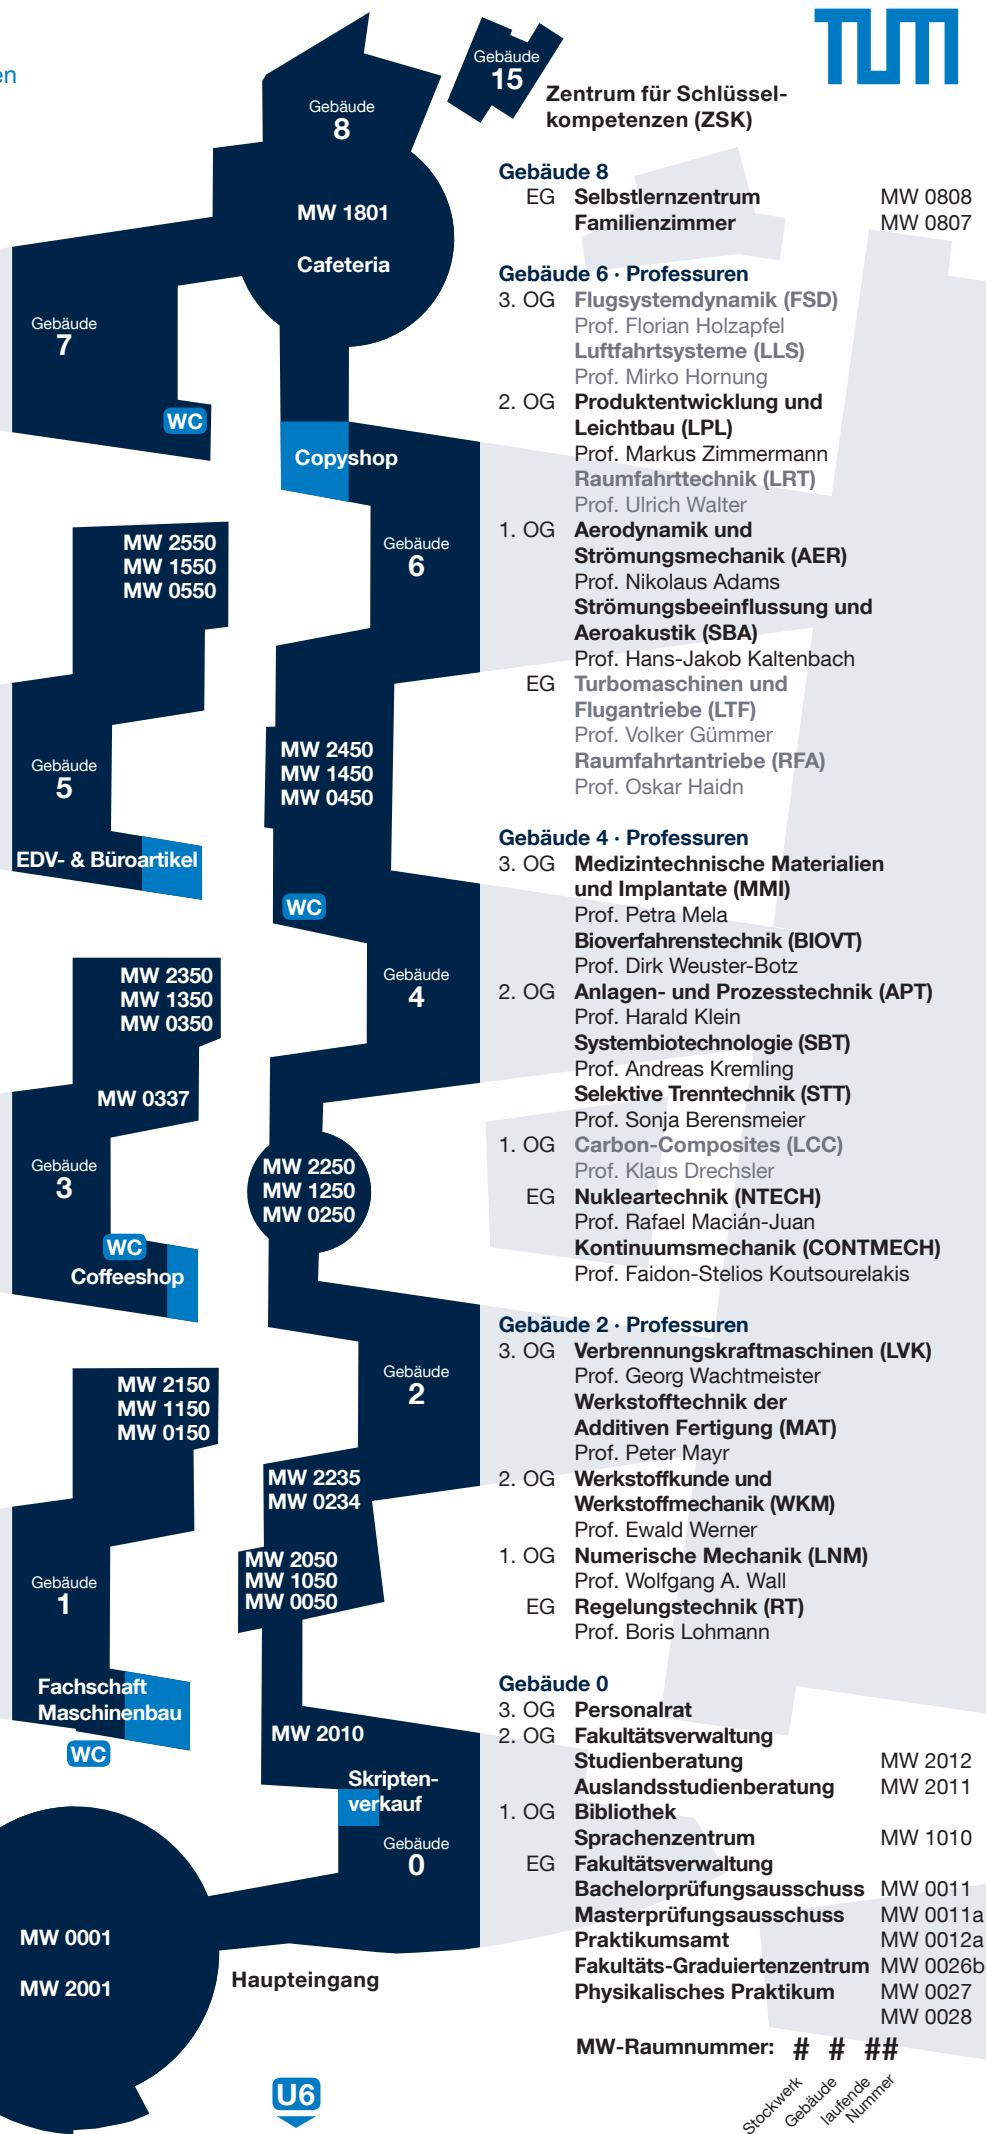 en
TUM
Gebäude
15
Zentrum für Schlüssel-
kompetenzen (ZSK)
Gebäude
8
MW 1801
Cafeteria
Gebäude
7
WC
Copyshop
MW 2550
MW 1550
MW 0550
Gebäude
6
Gebäude
5
MW 2450
MW 1450
MW 0450
EDV- & Büroartikel
WC
MW 2350
MW 1350
MW 0350
Gebäude
4
MW 0337
Gebäude
3
MW 2250
MW 1250
MW 0250
WC
Coffeeshop
MW 2150
MW 1150
MW 0150
Gebäude
2
MW 2235
MW 0234
Gebäude
1
MW 2050
MW 1050
MW 0050
Fachschaft
Maschinenbau
WC
MW 2010
Skripten-
verkauf
Gebäude
0
MW 0001
MW 2001
Haupteingang
U6
Gebäude 8
EG Selbstlernzentrum MW 0808
Familienzimmer MW 0807
Gebäude 6 · Professuren
3. OG Flugsystemdynamik (FSD)
Prof. Florian Holzapfel
Luftfahrtsysteme (LLS)
Prof. Mirko Hornung
2. OG Produktentwicklung und
Leichtbau (LPL)
Prof. Markus Zimmermann
Raumfahrttechnik (LRT)
Prof. Ulrich Walter
1. OG Aerodynamik und
Strömungsmechanik (AER)
Prof. Nikolaus Adams
Strömungsbeeinflussung und
Aeroakustik (SBA)
Prof. Hans-Jakob Kaltenbach
EG Turbomaschinen und
Flugantriebe (LTF)
Prof. Volker Gümmer
Raumfahrtantriebe (RFA)
Prof. Oskar Haidn
Gebäude 4 · Professuren
3. OG Medizintechnische Materialien
und Implantate (MMI)
Prof. Petra Mela
Bioverfahrenstechnik (BIOVT)
Prof. Dirk Weuster-Botz
2. OG Anlagen- und Prozesstechnik (APT)
Prof. Harald Klein
Systembiotechnologie (SBT)
Prof. Andreas Kremling
Selektive Trenntechnik (STT)
Prof. Sonja Berensmeier
1. OG Carbon-Composites (LCC)
Prof. Klaus Drechsler
EG Nukleartechnik (NTECH)
Prof. Rafael Macián-Juan
Kontinuumsmechanik (CONTMECH)
Prof. Faidon-Stelios Koutsourelakis
Gebäude 2 · Professuren
3. OG Verbrennungskraftmaschinen (LVK)
Prof. Georg Wachtmeister
Werkstofftechnik der
Additiven Fertigung (MAT)
Prof. Peter Mayr
2. OG Werkstoffkunde und
Werkstoffmechanik (WKM)
Prof. Ewald Werner
1. OG Numerische Mechanik (LNM)
Prof. Wolfgang A. Wall
EG Regelungstechnik (RT)
Prof. Boris Lohmann
Gebäude 0
3. OG Personalrat
2. OG Fakultätsverwaltung
Studienberatung MW 2012
Auslandsstudienberatung MW 2011
1. OG Bibliothek
Sprachenzentrum MW 1010
EG Fakultätsverwaltung
Bachelorprüfungsausschuss MW 0011
Masterprüfungsausschuss MW 0011a
Praktikumsamt MW 0012a
Fakultäts-Graduiertenzentrum MW 0026b
Physikalisches Praktikum MW 0027
MW 0028
MW-Raumnummer: # # ##
Stockwerk
Gebäude
laufende
Nummer